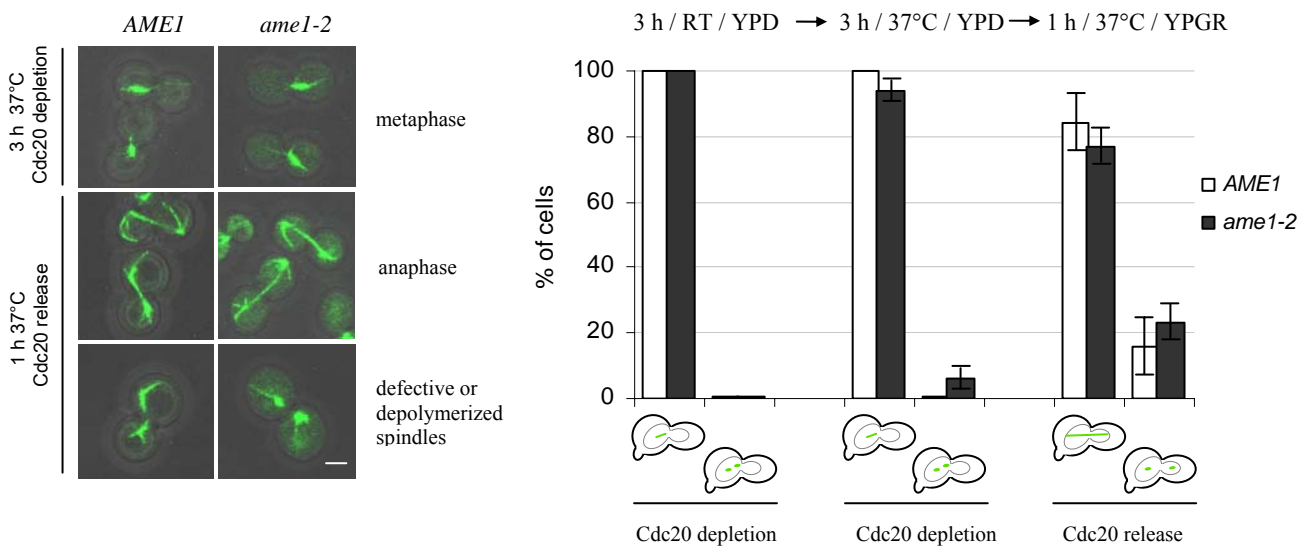 AME1
ame1-2
3 h 37°C
Cdc20 depletion
1 h 37°C
Cdc20 release
metaphase
anaphase
defective or
depolymerized
spindles
3 h / RT / YPD → 3 h / 37°C / YPD → 1 h / 37°C / YPGR
% of cells
100
80
60
40
20
0
AME1
ame1-2
Cdc20 depletion
Cdc20 depletion
Cdc20 release